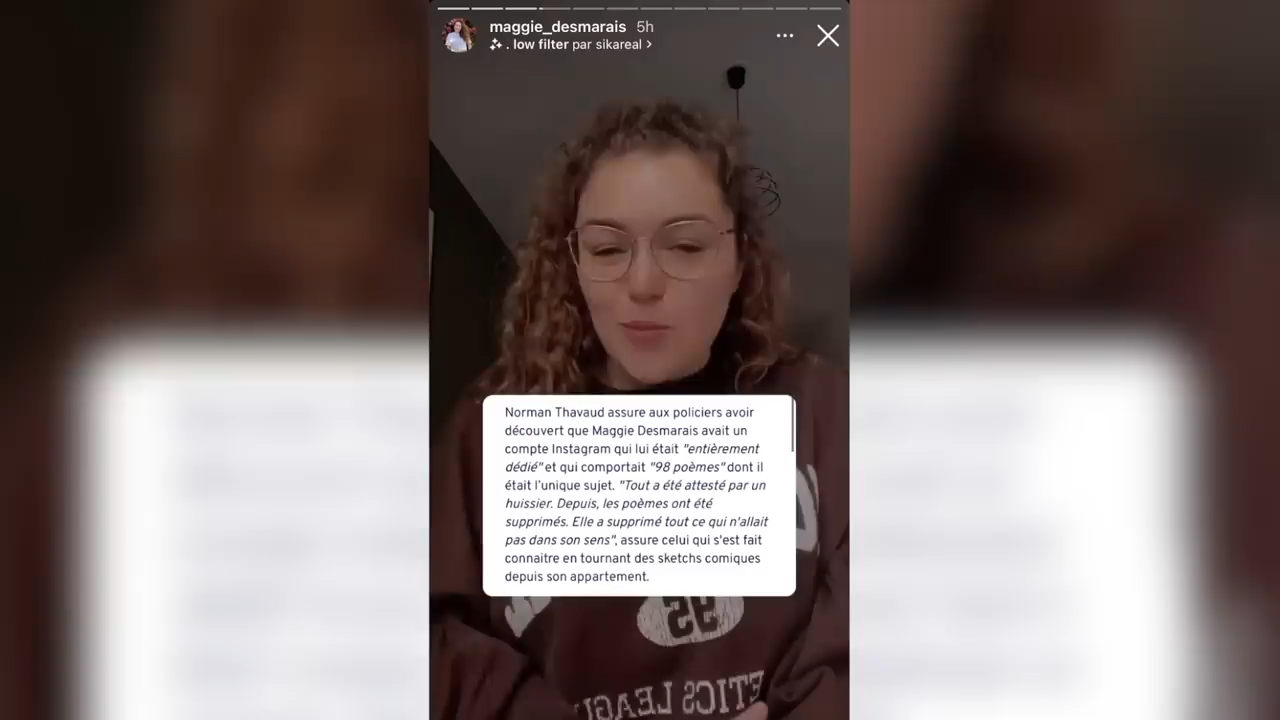 maggie_desmarais 5h
. low filter par sikareal >
Norman Thavaud assure aux policiers avoir
découvert que Maggie Desmarais avait un
compte Instagram qui lui était "entièrement
dédié" et qui comportait "98 poèmes" dont il
était l'unique sujet. "Tout a été attesté par un
huissier. Depuis, les poèmes ont été
supprimés. Elle a supprimé tout ce qui n'allait
pas dans son sens", assure celui qui s'est fait
connaitre en tournant des sketchs comiques
depuis son appartement.
95